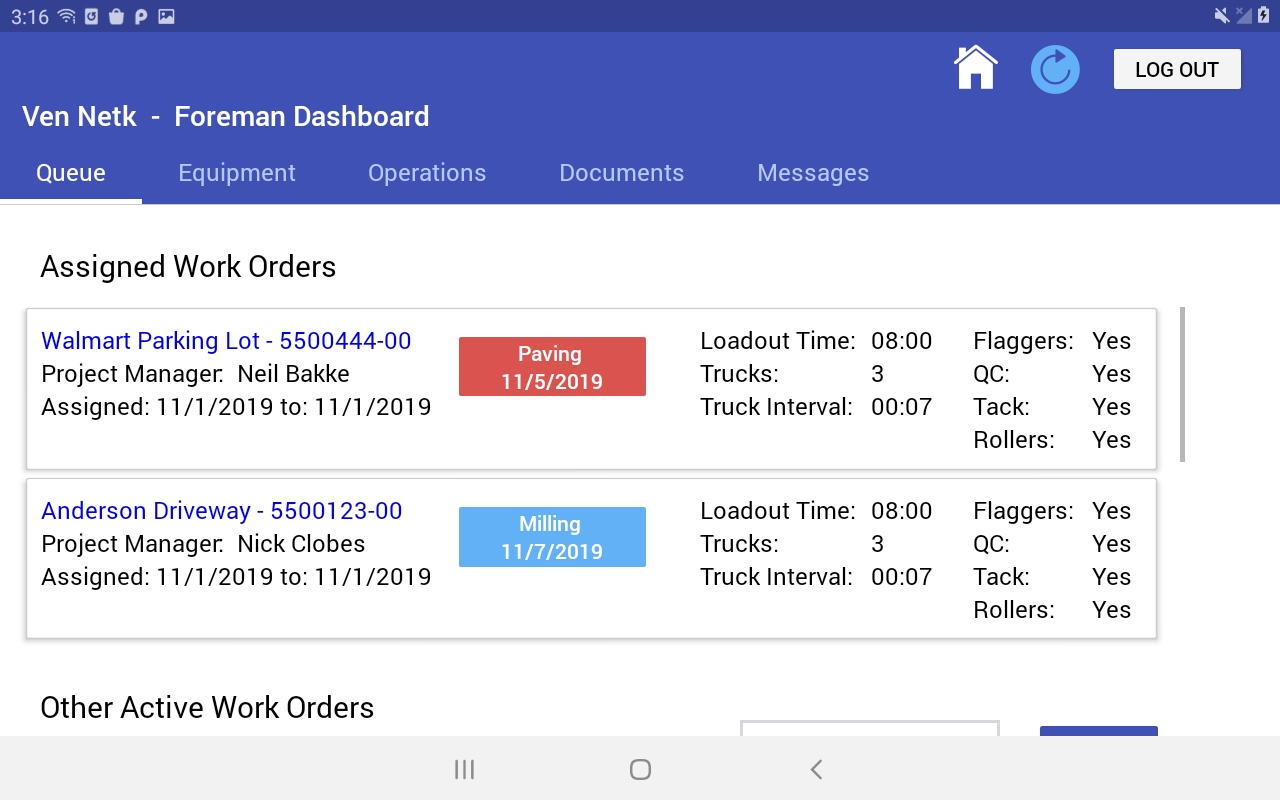 3:16
LOG OUT
Ven Netk - Foreman Dashboard
Queue Equipment Operations Documents Messages
Assigned Work Orders
Walmart Parking Lot - 5500444-00
Project Manager: Neil Bakke
Assigned: 11/1/2019 to: 11/1/2019
Paving
11/5/2019
Loadout Time: 08:00
Trucks: 3
Truck Interval: 00:07
Flaggers: Yes
QC: Yes
Tack: Yes
Rollers: Yes
Anderson Driveway - 5500123-00
Project Manager: Nick Clobes
Assigned: 11/1/2019 to: 11/1/2019
Milling
11/7/2019
Loadout Time: 08:00
Trucks: 3
Truck Interval: 00:07
Flaggers: Yes
QC: Yes
Tack: Yes
Rollers: Yes
Other Active Work Orders